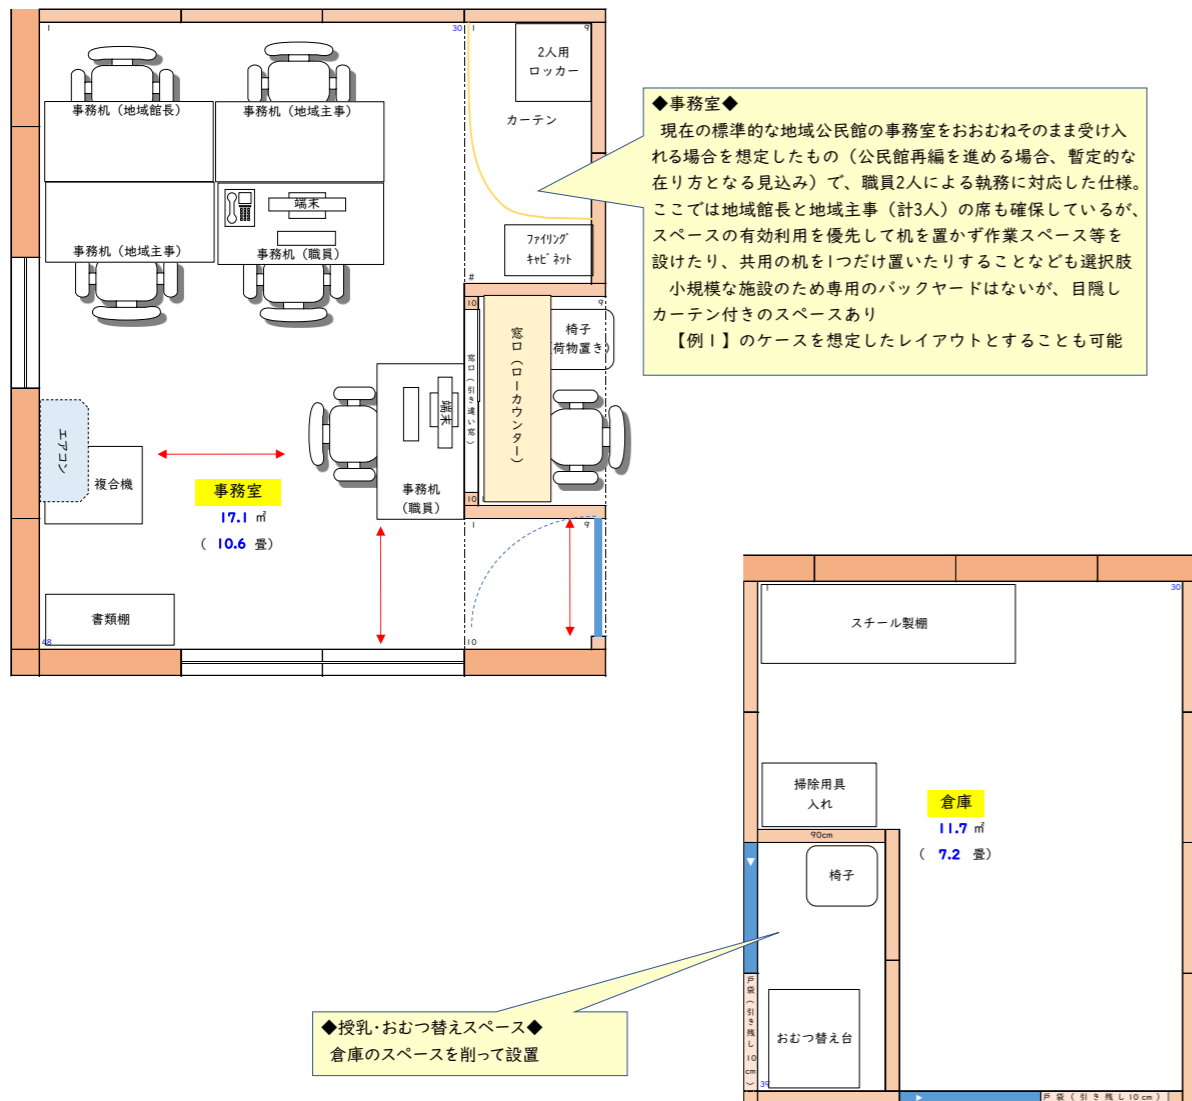 1
30
1
9
2人用
ロッカー
カーテン
事務机（地域館長）
事務机（地域主事）
端末
事務机（地域主事）
事務机（職員）
ﾌｧｲﾘﾝｸﾞ
ｷｬﾋﾞﾈｯﾄ
#
◆事務室◆
現在の標準的な地域公民館の事務室をおおむねそのまま受け入
れる場合を想定したもの（公民館再編を進める場合、暫定的な
在り方となる見込み）で、職員2人による執務に対応した仕様。
ここでは地域館長と地域主事（計3人）の席も確保しているが、
スペースの有効利用を優先して机を置かず作業スペース等を
設けたり、共用の机を1つだけ置いたりすることなども選択肢
小規模な施設のため専用のバックヤードはないが、目隠し
カーテン付きのスペースあり
【例1】のケースを想定したレイアウトとすることも可能
10
9
窓口（引き違い窓）
窓口（ローカウンター）
椅子
荷物置き）
端末
事務机
（職員）
10
エアコン
複合機
事務室
17.1 ㎡
（ 10.6 畳）
1
9
書類棚
48
10
1
30
スチール製棚
掃除用具
入れ
倉庫
11.7 ㎡
（ 7.2 畳）
90cm
椅子
戸袋（引き残し10cm）
おむつ替え台
39
戸袋（引き残し10cm）
◆授乳・おむつ替えスペース◆
倉庫のスペースを削って設置